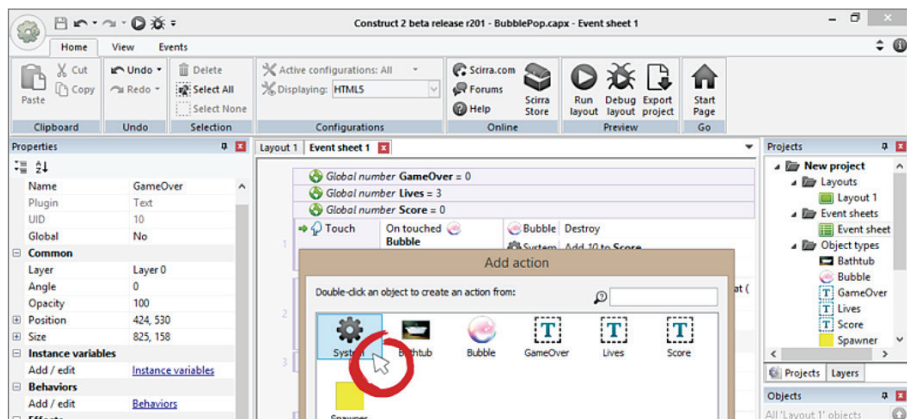 Construct 2 beta release r201 - BubblePop.capx - Event sheet 1
Home View Events
Paste
Cut
Copy
Clipboard
Undo
Redo
Undo
Delete
Select All
Select None
Selection
Active configurations: All
Displaying: HTML5
Configurations
Scirra.com
Forums
Help
Scirra Store
Online
Run layout
Debug layout
Export project
Preview
Start Page
Go
Properties
Name GameOver
Plugin Text
UID 10
Global No
Common
Layer Layer 0
Angle 0
Opacity 100
Position 424, 530
Size 825, 158
Instance variables
Add / edit Instance variables
Behaviors
Add / edit Behaviors
Layout 1 Event sheet 1
Global number GameOver = 0
Global number Lives = 3
Global number Score = 0
1
Touch On touched Bubble
Bubble Destroy
System Add 10 to Score
2
at (
3
Add action
Double-click an object to create an action from:
System Bathtub Bubble GameOver Lives Score
Spawner
Projects
New project
Layouts
Layout 1
Event sheets
Event sheet
Object types
Bathtub
Bubble
GameOver
Lives
Score
Spawner
Projects Layers
Objects
All 'Layout 1' objects